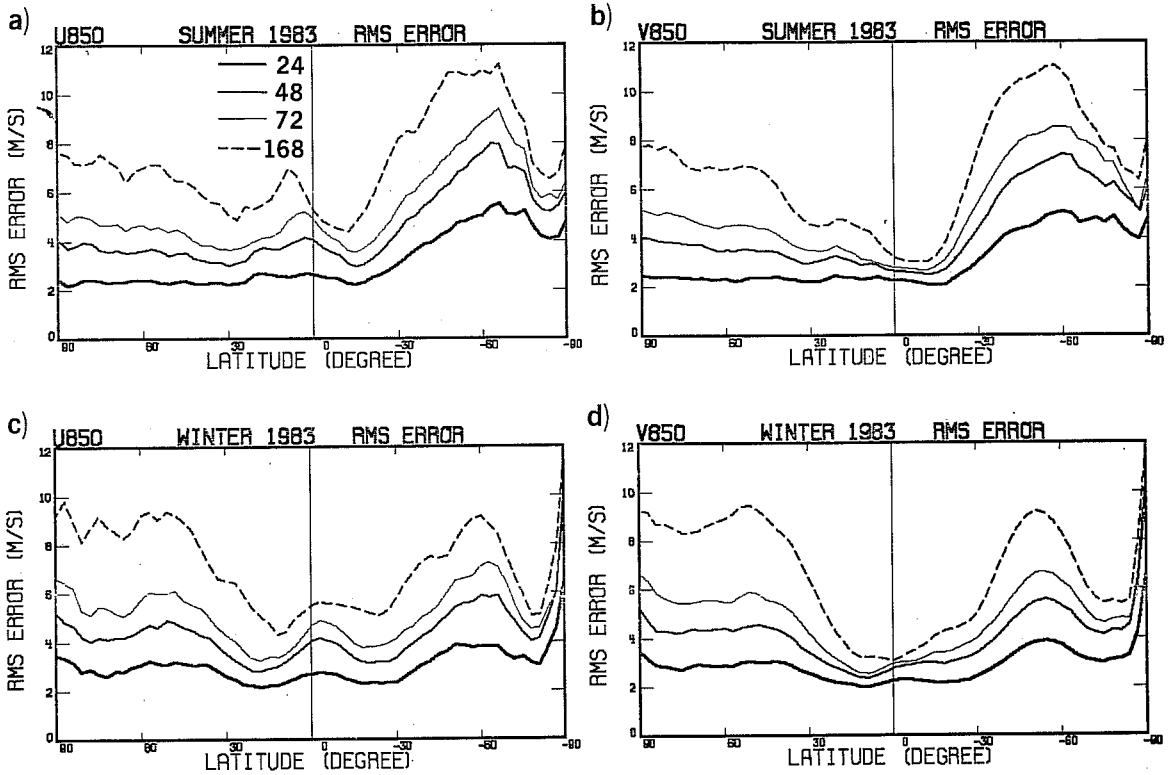 a)
U850 SUMMER 1983 RMS ERROR
12
10
8
6
4
2
0
RMS ERROR (M/S)
24
48
72
168
90 60 30 0 -30 -60 -90
LATITUDE (DEGREE)
b)
V850 SUMMER 1983 RMS ERROR
12
10
8
6
4
2
0
RMS ERROR (M/S)
90 60 30 0 -30 -60 -90
LATITUDE (DEGREE)
c)
U850 WINTER 1983 RMS ERROR
12
10
8
6
4
2
0
RMS ERROR (M/S)
90 60 30 0 -30 -60 -90
LATITUDE (DEGREE)
d)
V850 WINTER 1983 RMS ERROR
12
10
8
6
4
2
0
RMS ERROR (M/S)
90 60 30 0 -30 -60 -90
LATITUDE (DEGREE)